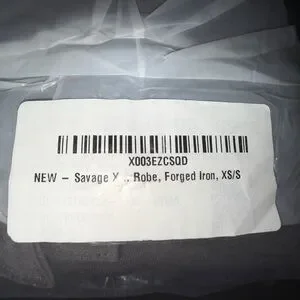 X003EZCSQD
NEW – Savage X ... Robe, Forged Iron, XS/S